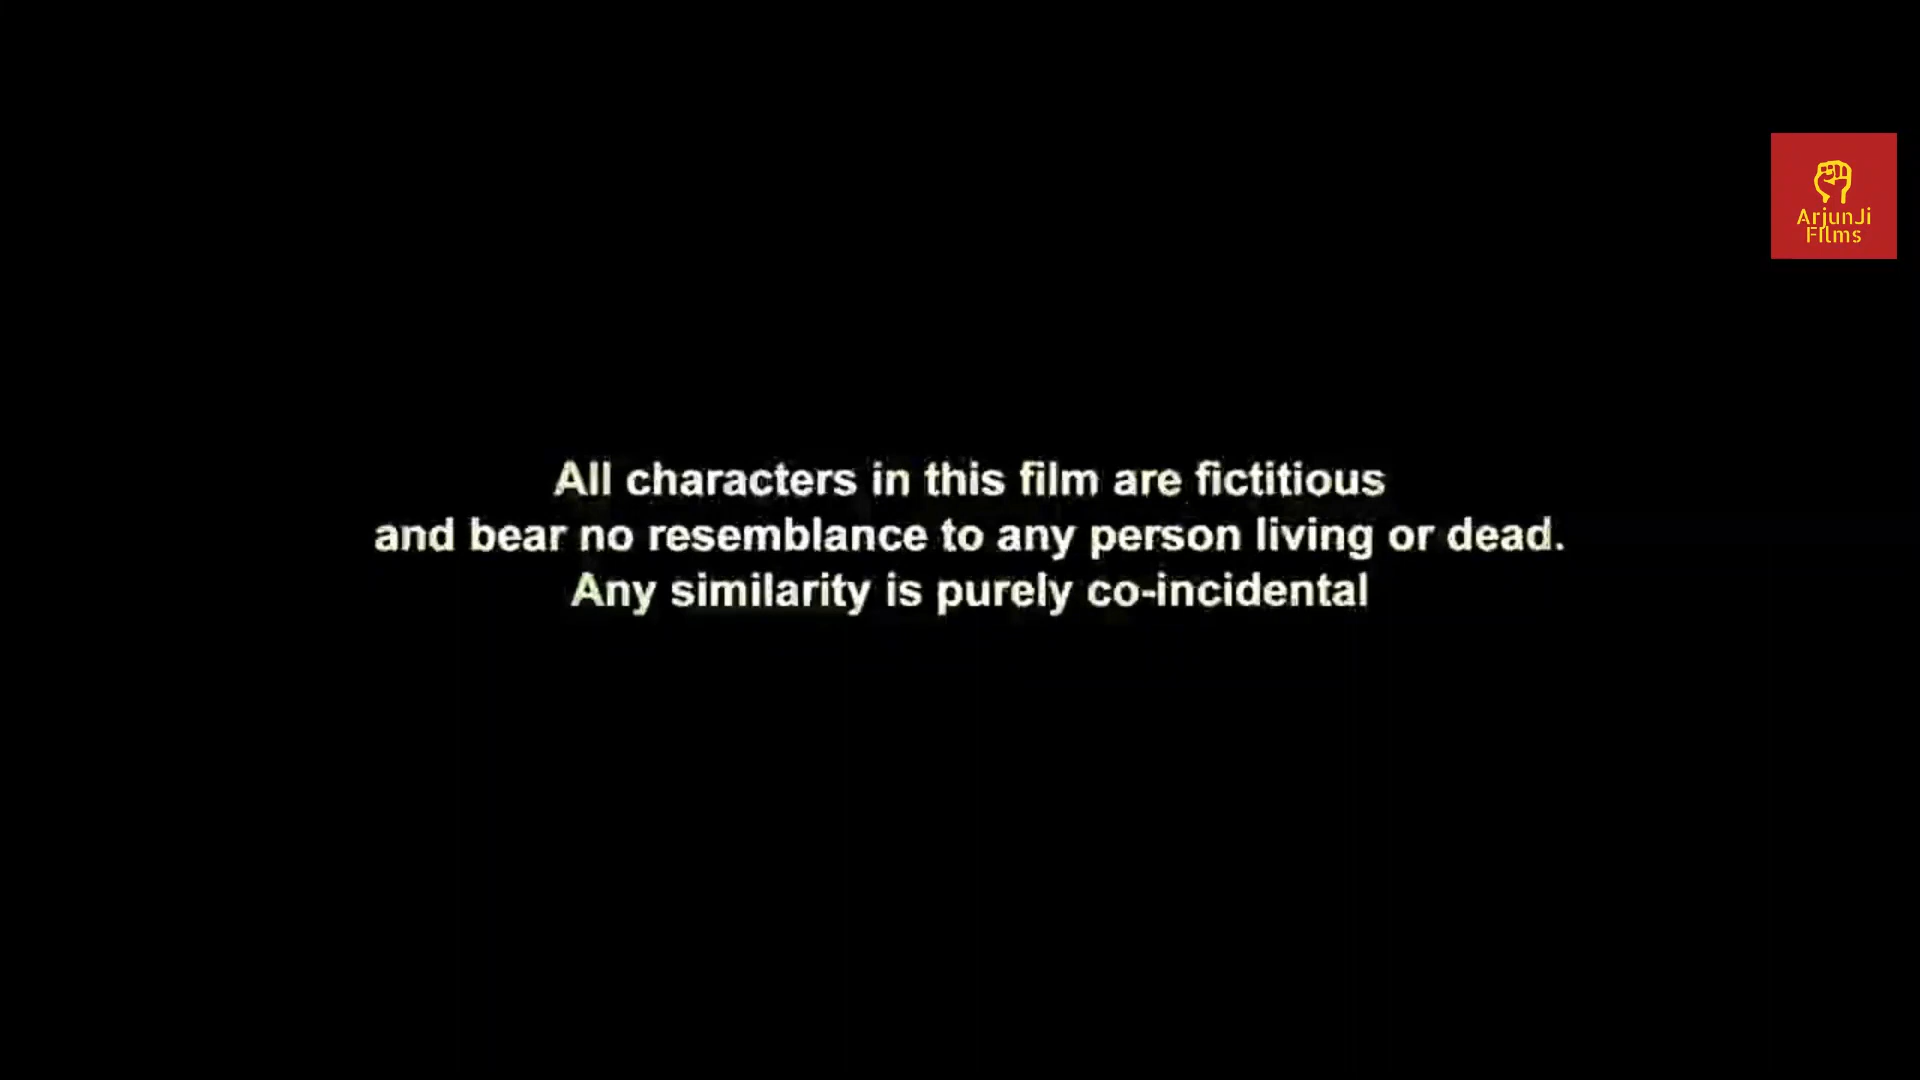 ArjunJi
Films
All characters in this film are fictitious
and bear no resemblance to any person living or dead.
Any similarity is purely co-incidental